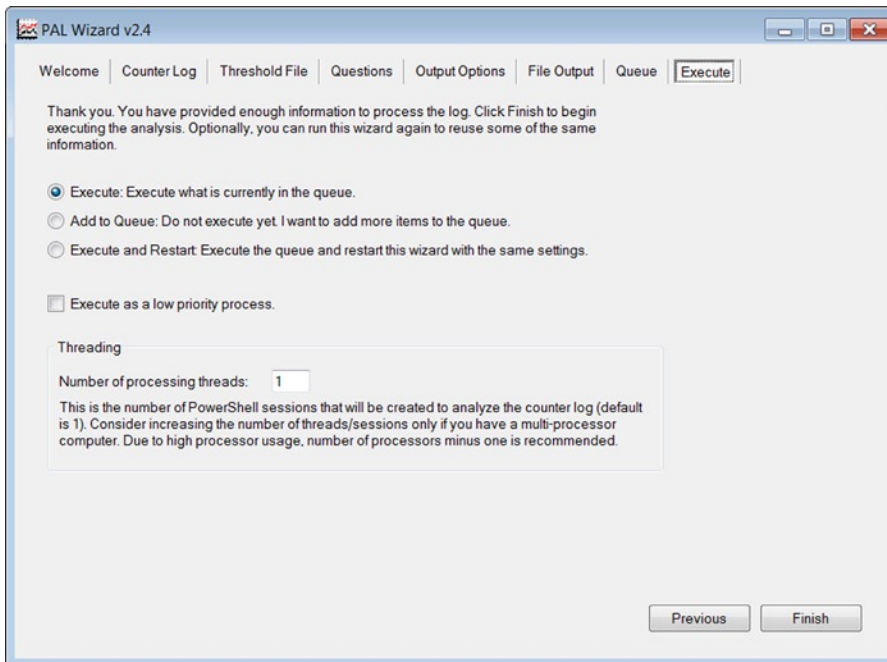 PAL Wizard v2.4
Welcome Counter Log Threshold File Questions Output Options File Output Queue Execute
Thank you. You have provided enough information to process the log. Click Finish to begin
executing the analysis. Optionally, you can run this wizard again to reuse some of the same
information.
Execute: Execute what is currently in the queue.
Add to Queue: Do not execute yet. I want to add more items to the queue.
Execute and Restart: Execute the queue and restart this wizard with the same settings.
Execute as a low priority process.
Threading
Number of processing threads: 1
This is the number of PowerShell sessions that will be created to analyze the counter log (default
is 1). Consider increasing the number of threads/sessions only if you have a multi-processor
computer. Due to high processor usage, number of processors minus one is recommended.
Previous Finish